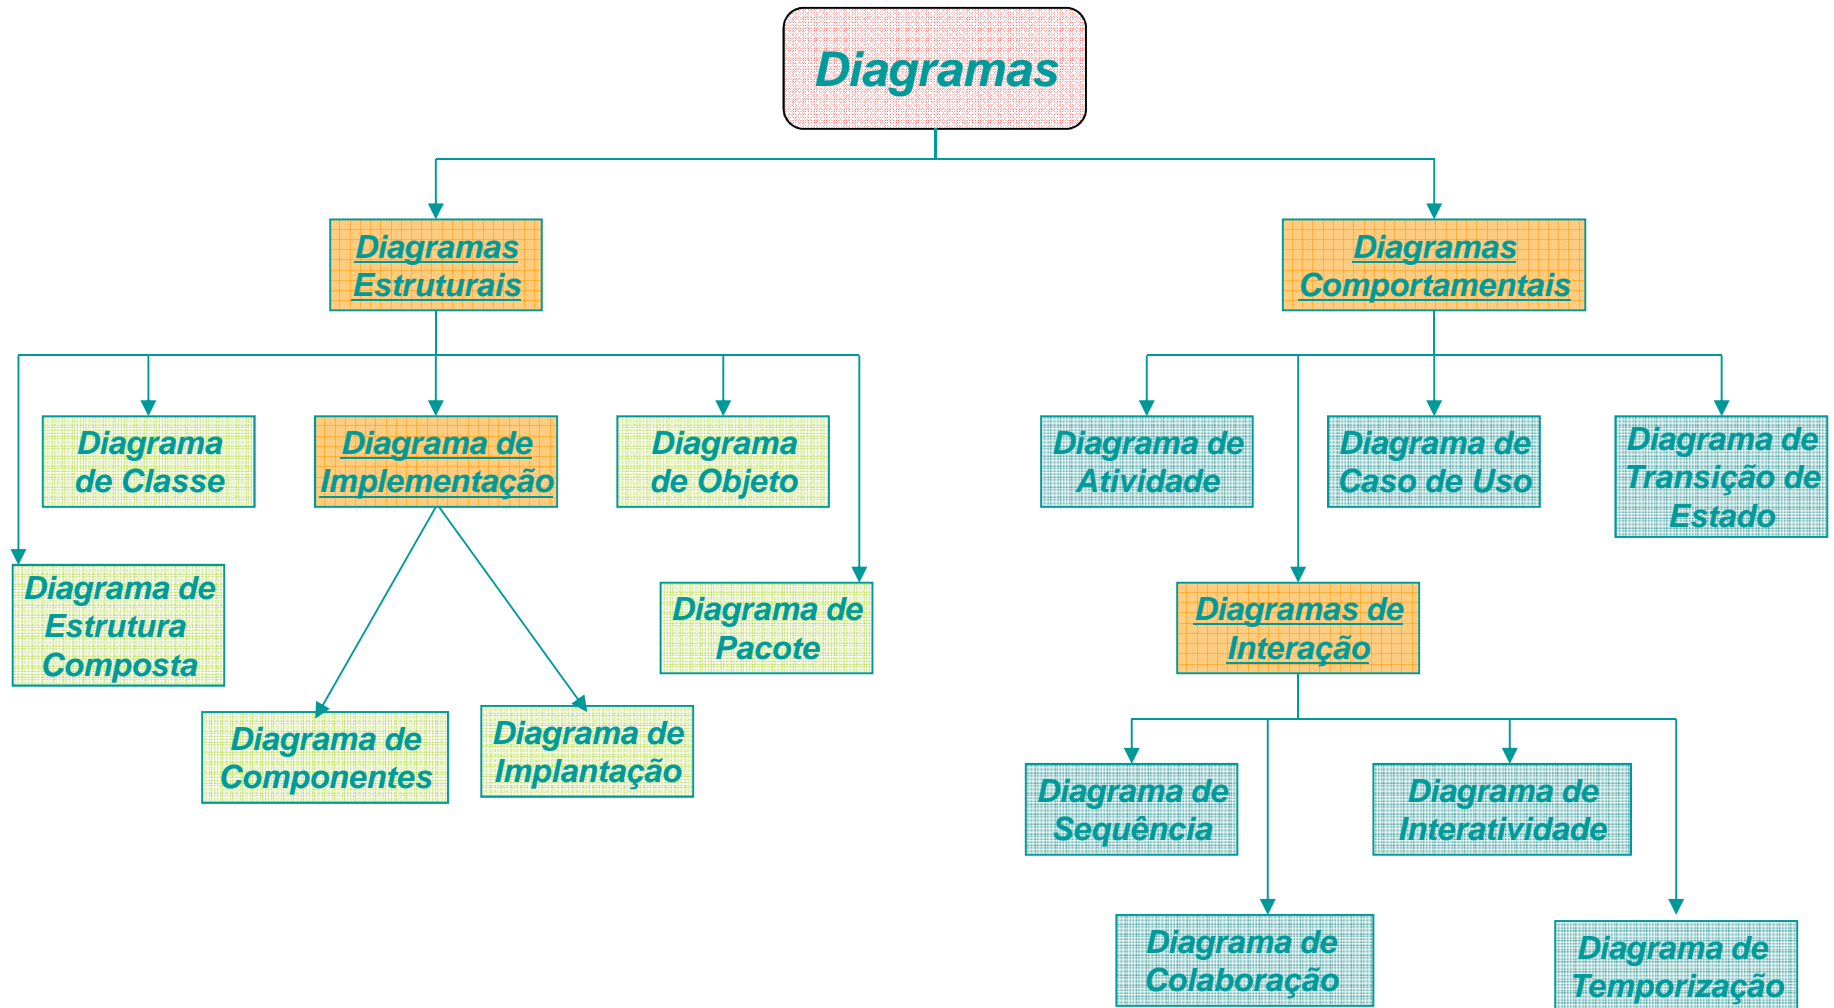 Diagramas
Diagramas
Estruturais
Diagramas
Comportamentais
Diagrama
de Classe
Diagrama de
Implementação
Diagrama
de Objeto
Diagrama de
Atividade
Diagrama de
Caso de Uso
Diagrama de
Transição de
Estado
Diagrama de
Estrutura
Composta
Diagrama de
Pacote
Diagramas de
Interação
Diagrama de
Componentes
Diagrama de
Implantação
Diagrama de
Sequência
Diagrama de
Interatividade
Diagrama de
Colaboração
Diagrama de
Temporização